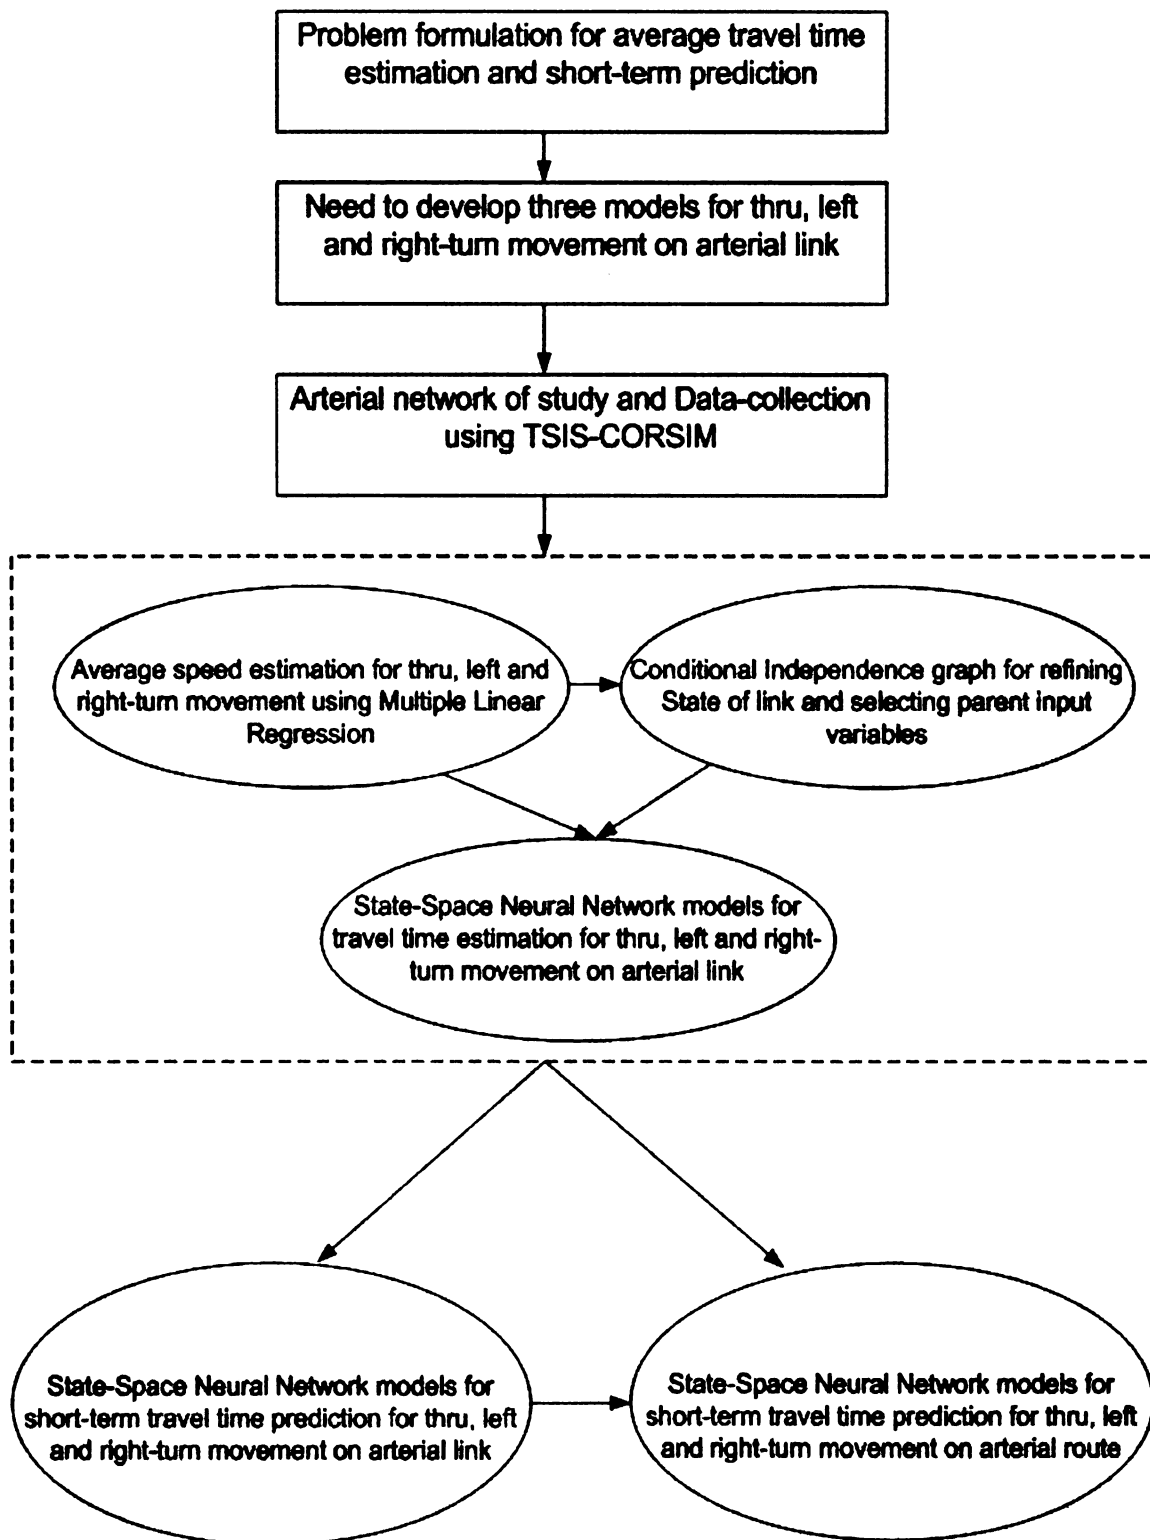 Problem formulation for average travel time
estimation and short-term prediction
Need to develop three models for thru, left
and right-turn movement on arterial link
Arterial network of study and Data-collection
using TSIS-CORSIM
Average speed estimation for thru, left and
right-turn movement using Multiple Linear
Regression
Conditional Independence graph for refining
State of link and selecting parent input
variables
State-Space Neural Network models for
travel time estimation for thru, left and right-
turn movement on arterial link
State-Space Neural Network models for
short-term travel time prediction for thru, left
and right-turn movement on arterial link
State-Space Neural Network models for
short-term travel time prediction for thru, left
and right-turn movement on arterial route